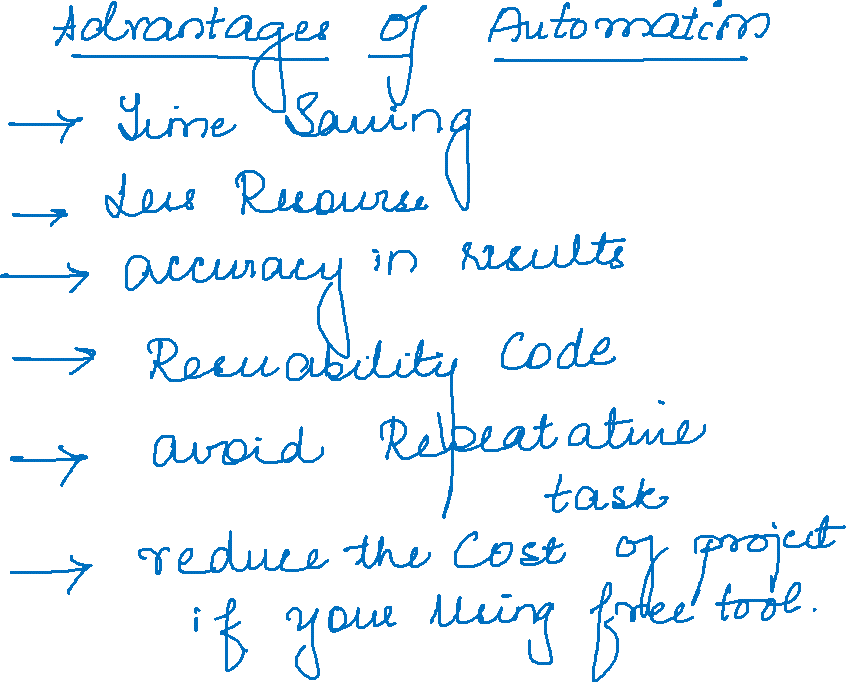 Advantages of Automation
→ Time Saving
→ Less Resourse
→ accuracy in results
→ Resuability Code
→ avoid Repeatative
task
→ reduce the cost of project
if your using free tool.